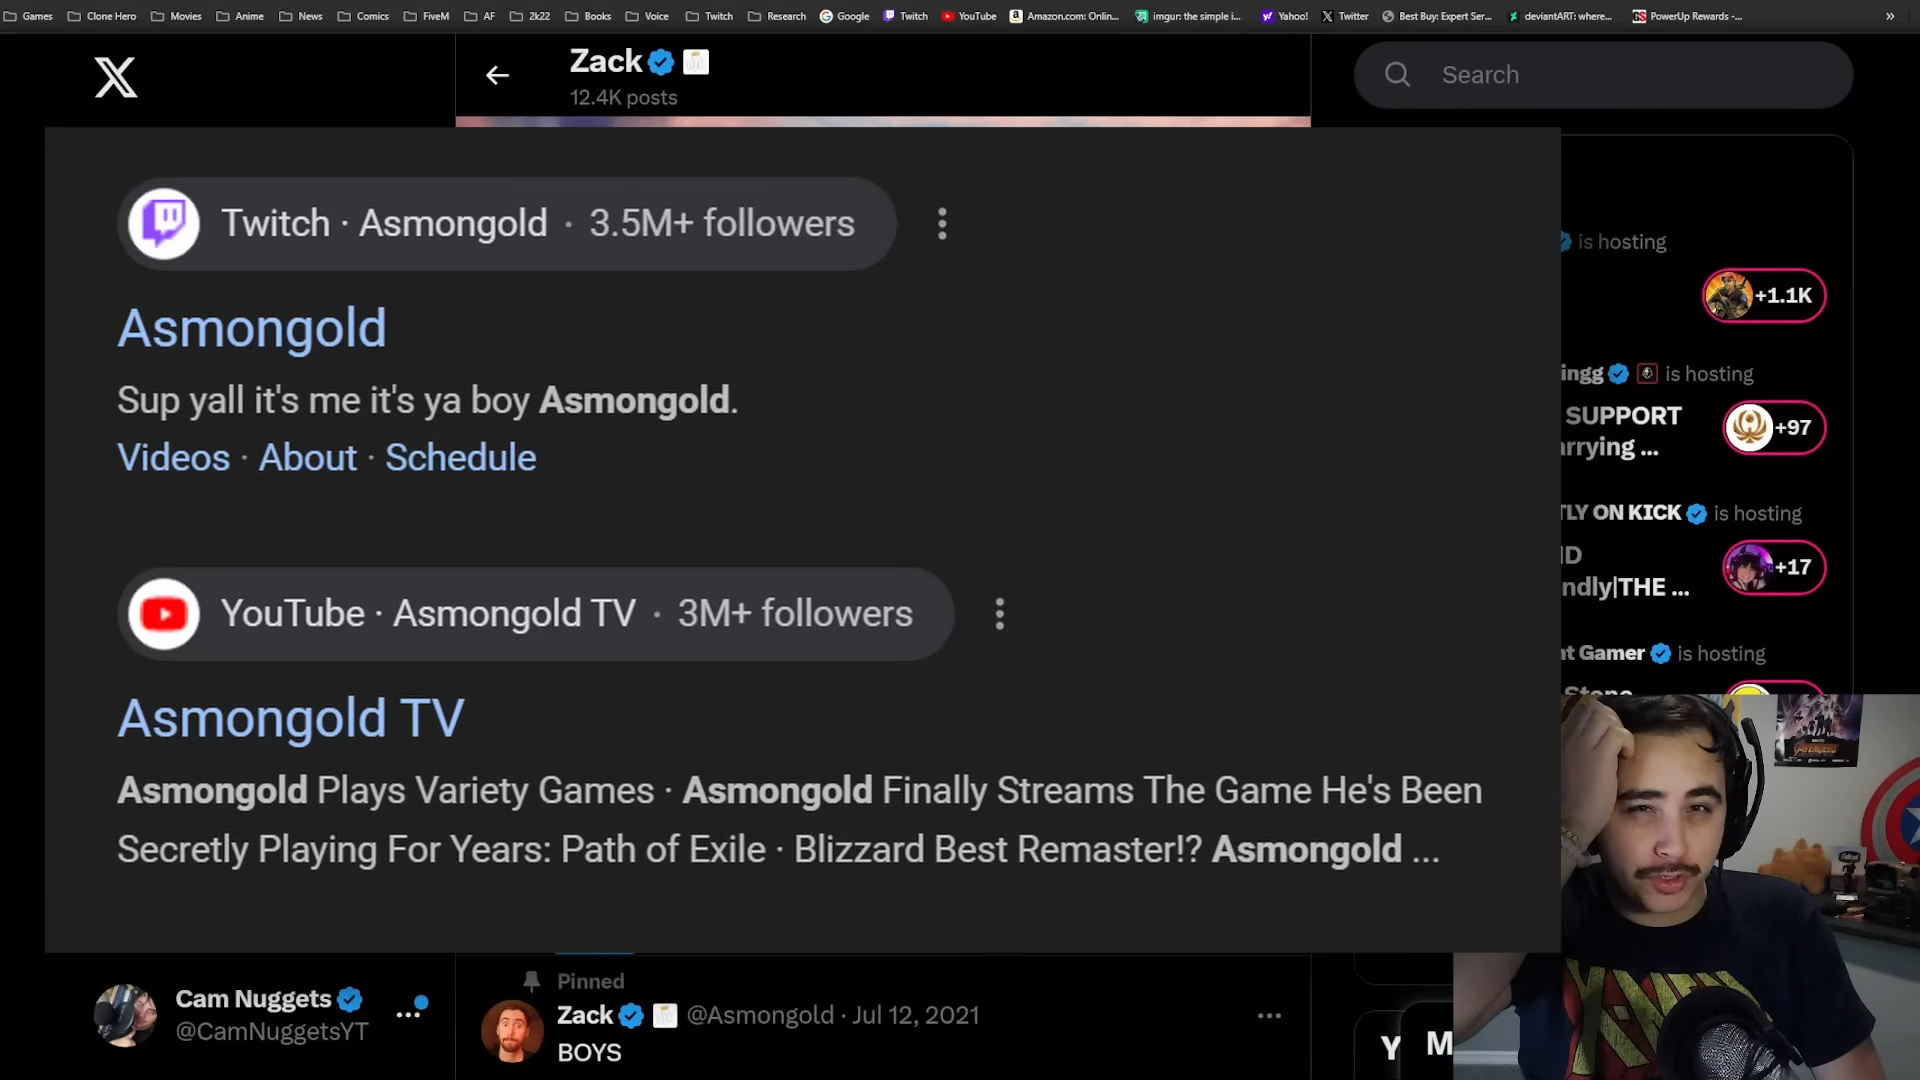 Games Clone Hero Movies Anime News Comics FiveM AF 2k22 Books Voice Twitch Research Google Twitch YouTube Amazon.com: Onlin... imgur: the simple i... Yahoo! Twitter Best Buy: Expert Ser... deviantART: where... PowerUp Rewards -... »
Zack
12.4K posts
Search
Twitch · Asmongold · 3.5M+ followers
Asmongold
Sup yall it's me it's ya boy Asmongold.
Videos · About · Schedule
YouTube · Asmongold TV · 3M+ followers
Asmongold TV
Asmongold Plays Variety Games · Asmongold Finally Streams The Game He's Been
Secretly Playing For Years: Path of Exile · Blizzard Best Remaster!? Asmongold ...
is hosting
+1.1K
ingg is hosting
SUPPORT
arrying ...
+97
TLY ON KICK is hosting
ndly|THE ...
+17
at Gamer is hosting
AVENGERS
Cam Nuggets
@CamNuggetsYT
Pinned
Zack @Asmongold · Jul 12, 2021
BOYS
Y
M